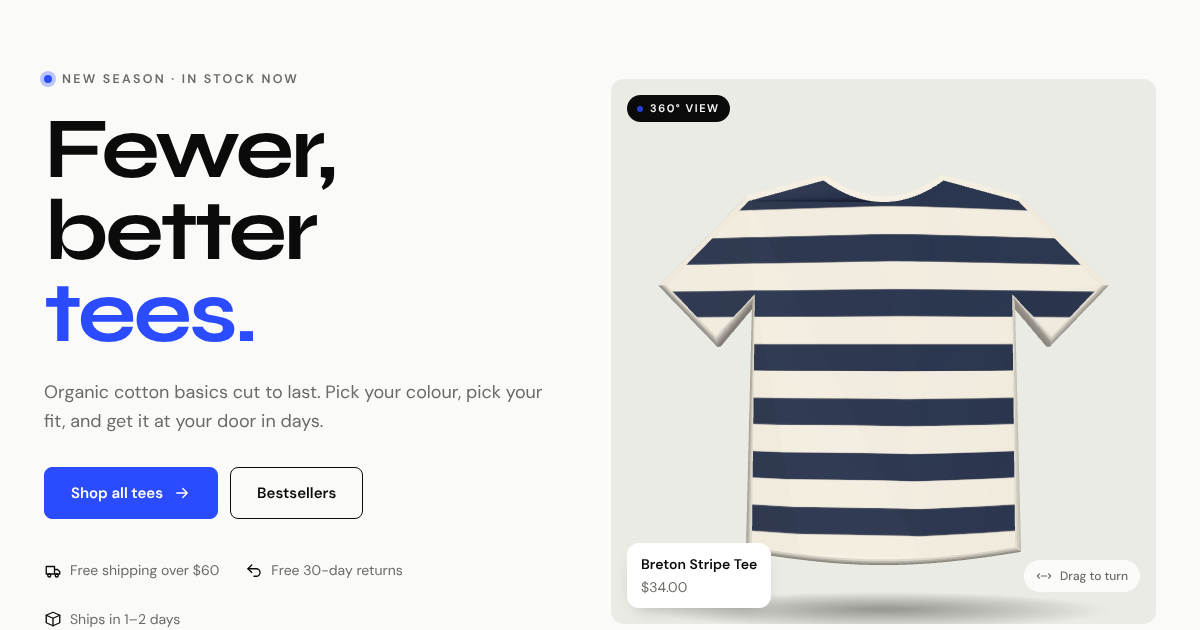 NEW SEASON · IN STOCK NOW
Fewer,
better
tees.
Organic cotton basics cut to last. Pick your colour, pick your
fit, and get it at your door in days.
Shop all tees →
Bestsellers
Free shipping over $60
Free 30-day returns
Ships in 1–2 days
360° VIEW
Breton Stripe Tee
$34.00
Drag to turn